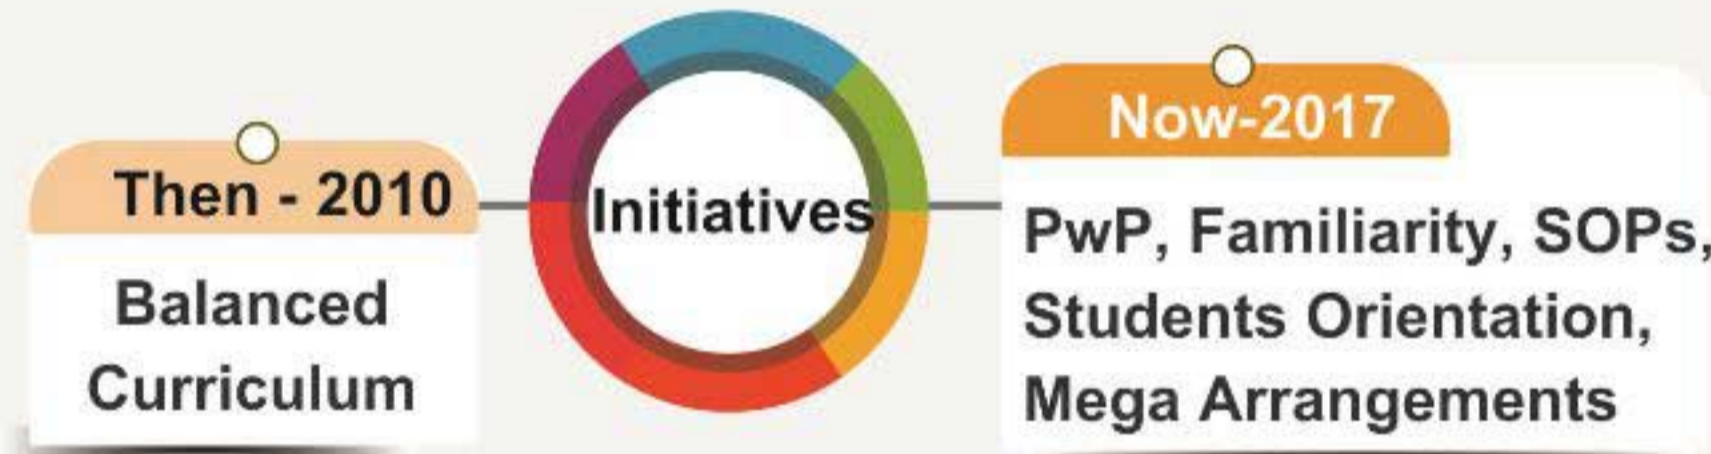 Then - 2010
Balanced
Curriculum
Initiatives
Now-2017
PwP, Familiarity, SOPs,
Students Orientation,
Mega Arrangements